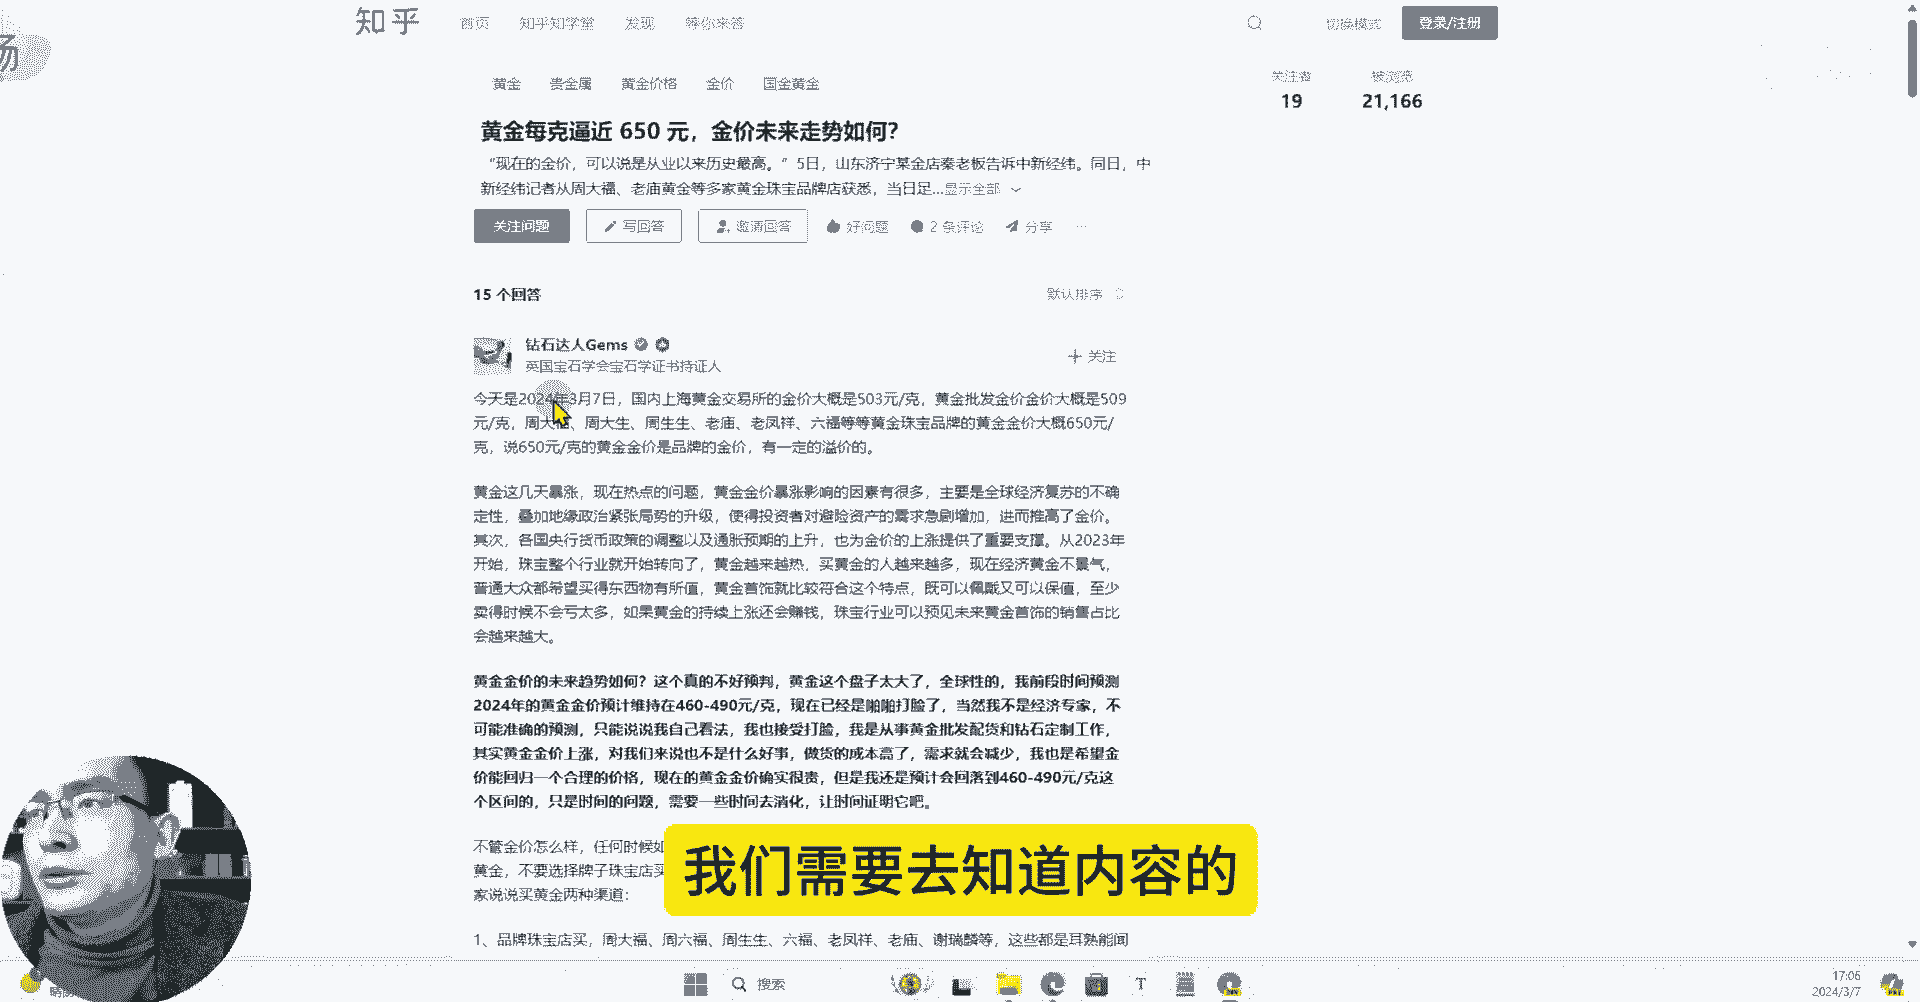 知乎
首页 知乎知学堂 发现 等你来答
切换模式 登录/注册
黄金 贵金属 黄金价格 金价 国金黄金
关注者 被浏览
19 21,166
黄金每克逼近 650 元，金价未来走势如何？
“现在的金价，可以说是从业以来历史最高。”5日，山东济宁某金店秦老板告诉中新经纬。同日，中
新经纬记者从周大福、老庙黄金等多家黄金珠宝品牌店获悉，当日足...显示全部
关注问题 写回答 邀请回答 好问题 2 条评论 分享 ...
15 个回答
默认排序
钻石达人Gems
英国宝石学会宝石学证书持证人
+ 关注
今天是2024年3月7日，国内上海黄金交易所的金价大概是503元/克，黄金批发金价金价大概是509
元/克，周大福、周大生、周生生、老庙、老凤祥、六福等等黄金珠宝品牌的黄金金价大概650元/
克，说650元/克的黄金金价是品牌的金价，有一定的溢价的。
黄金这几天暴涨，现在热点的问题，黄金金价暴涨影响的因素有很多，主要是全球经济复苏的不确
定性，叠加地缘政治紧张局势的升级，使得投资者对避险资产的需求急剧增加，进而推高了金价。
其次，各国央行货币政策的调整以及通胀预期的上升，也为金价的上涨提供了重要支撑。从2023年
开始，珠宝整个行业就开始转向了，黄金越来越热，买黄金的人越来越多，现在经济黄金不景气，
普通大众都希望买得东西物有所值，黄金首饰就比较符合这个特点，既可以佩戴又可以保值，至少
卖得时候不会亏太多，如果黄金的持续上涨还会赚钱，珠宝行业可以预见未来黄金首饰的销售占比
会越来越大。
黄金金价的未来趋势如何？这个真的不好预判，黄金这个盘子太大了，全球性的，我前段时间预测
2024年的黄金金价预计维持在460-490元/克，现在已经是啪啪打脸了，当然我不是经济专家，不
可能准确的预测，只能说说我自己看法，我也接受打脸，我是从事黄金批发配货和钻石定制工作，
其实黄金金价上涨，对我们来说也不是什么好事，做货的成本高了，需求就会减少，我也是希望金
价能回归一个合理的价格，现在的黄金金价确实很贵，但是我还是预计会回落到460-490元/克这
个区间的，只是时间的问题，需要一些时间去消化，让时间证明它吧。
不管金价怎么样，任何时候如
黄金，不要选择牌子珠宝店买
家说说买黄金两种渠道：
我们需要去知道内容的
1、品牌珠宝店买，周大福、周六福、周生生、六福、老凤祥、老庙、谢瑞麟等，这些都是耳熟能闻
搜索
17:05
2024/3/7